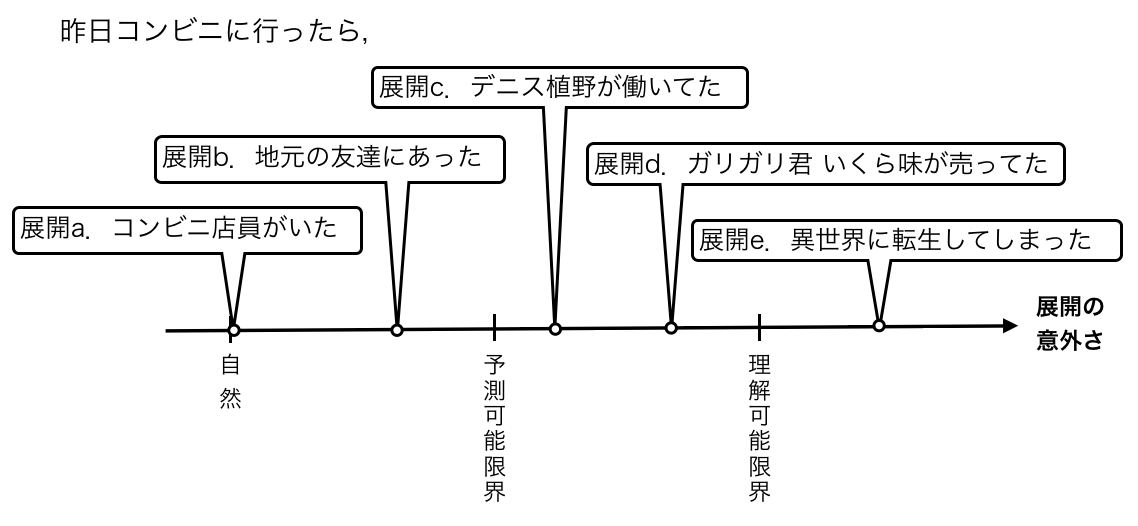 昨日コンビニに行ったら,
展開c. デニス植野が働いてた
展開b. 地元の友達にあった
展開d. ガリガリ君 いくら味が売ってた
展開a. コンビニ店員がいた
展開e. 異世界に転生してしまった
展開の
意外さ
自然
予測可能限界
理解可能限界